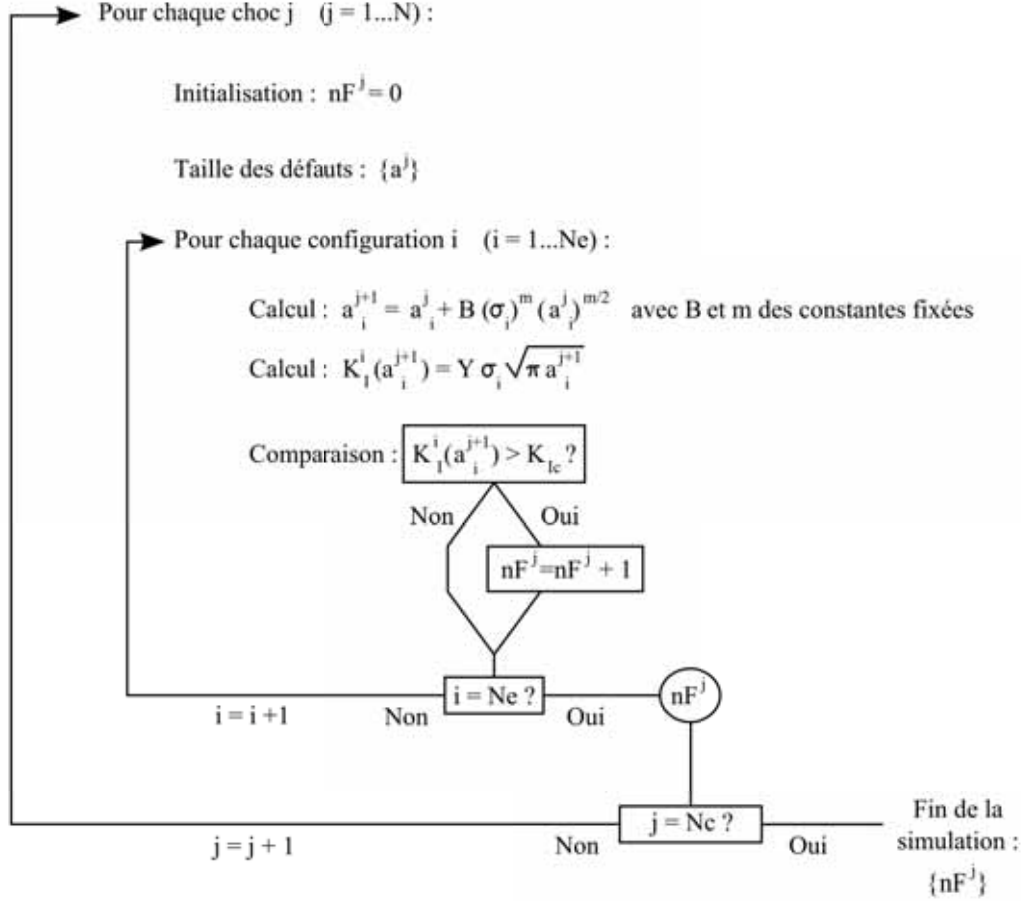 Pour chaque choc j (j = 1...N) :
Initialisation : nF^j = 0
Taille des défauts : {a^j}
Pour chaque configuration i (i = 1...Ne) :
Calcul : a_i^{j+1} = a_i^j + B (σ_i)^m (a_i^j)^{m/2} avec B et m des constantes fixées
Calcul : K_I^i(a_i^{j+1}) = Y σ_i √(π a_i^{j+1})
Comparaison : K_I^i(a_i^{j+1}) > K_{Ic} ?
Non Oui
nF^j=nF^j + 1
i = Ne ? nF^j
i = i +1 Non Oui
j = Nc ?
j = j + 1 Non Oui
Fin de la
simulation :
{nF^j}